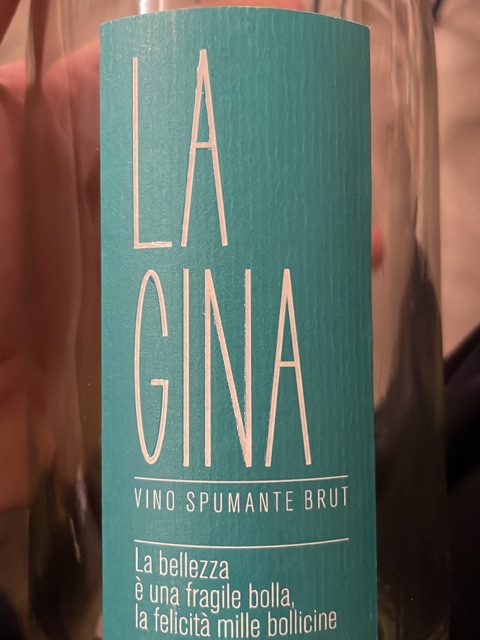 LA
GINA
VINO SPUMANTE BRUT
La bellezza
è una fragile bolla,
la felicità mille bollicine